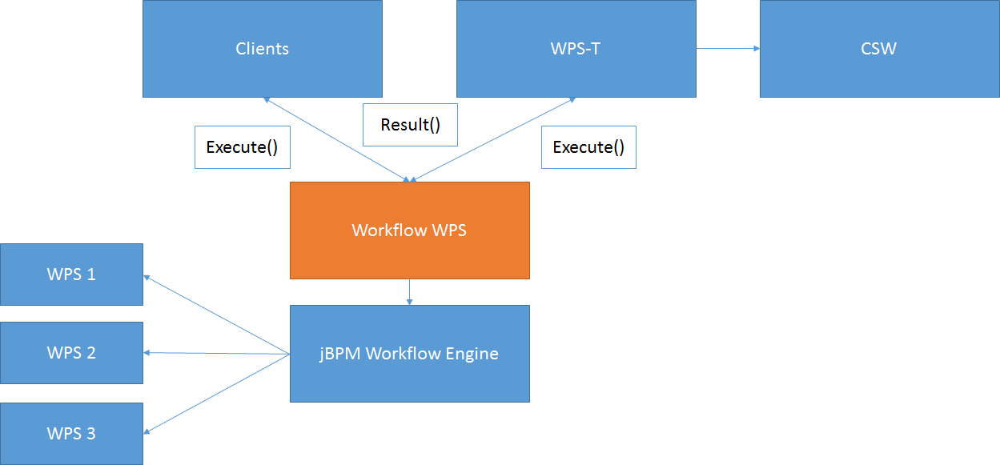 Clients
WPS-T
CSW
Result()
Execute()
Execute()
Workflow WPS
WPS 1
WPS 2
jBPM Workflow Engine
WPS 3